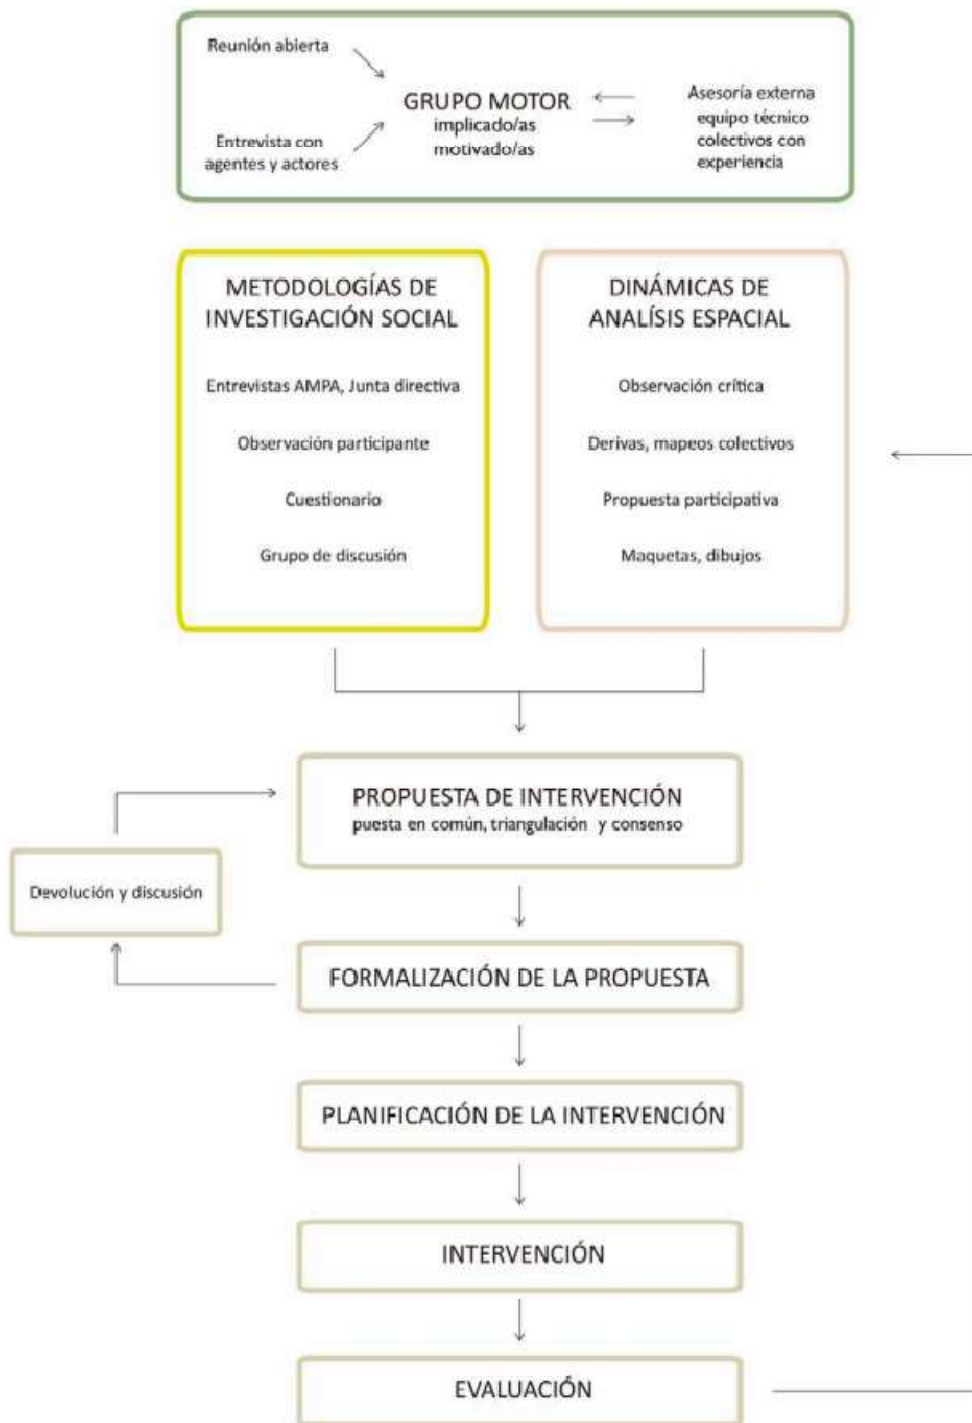 Reunión abierta
Entrevista con
agentes y actores
GRUPO MOTOR
implicado/as
motivado/as
Asesoría externa
equipo técnico
colectivos con
experiencia
METODOLOGÍAS DE
INVESTIGACIÓN SOCIAL
Entrevistas AMPA, Junta directiva
Observación participante
Cuestionario
Grupo de discusión
DINÁMICAS DE
ANALÍSIS ESPACIAL
Observación crítica
Derivas, mapeos colectivos
Propuesta participativa
Maquetas, dibujos
PROPUESTA DE INTERVENCIÓN
puesta en común, triangulación y consenso
Devolución y discusión
FORMALIZACIÓN DE LA PROPUESTA
PLANIFICACIÓN DE LA INTERVENCIÓN
INTERVENCIÓN
EVALUACIÓN